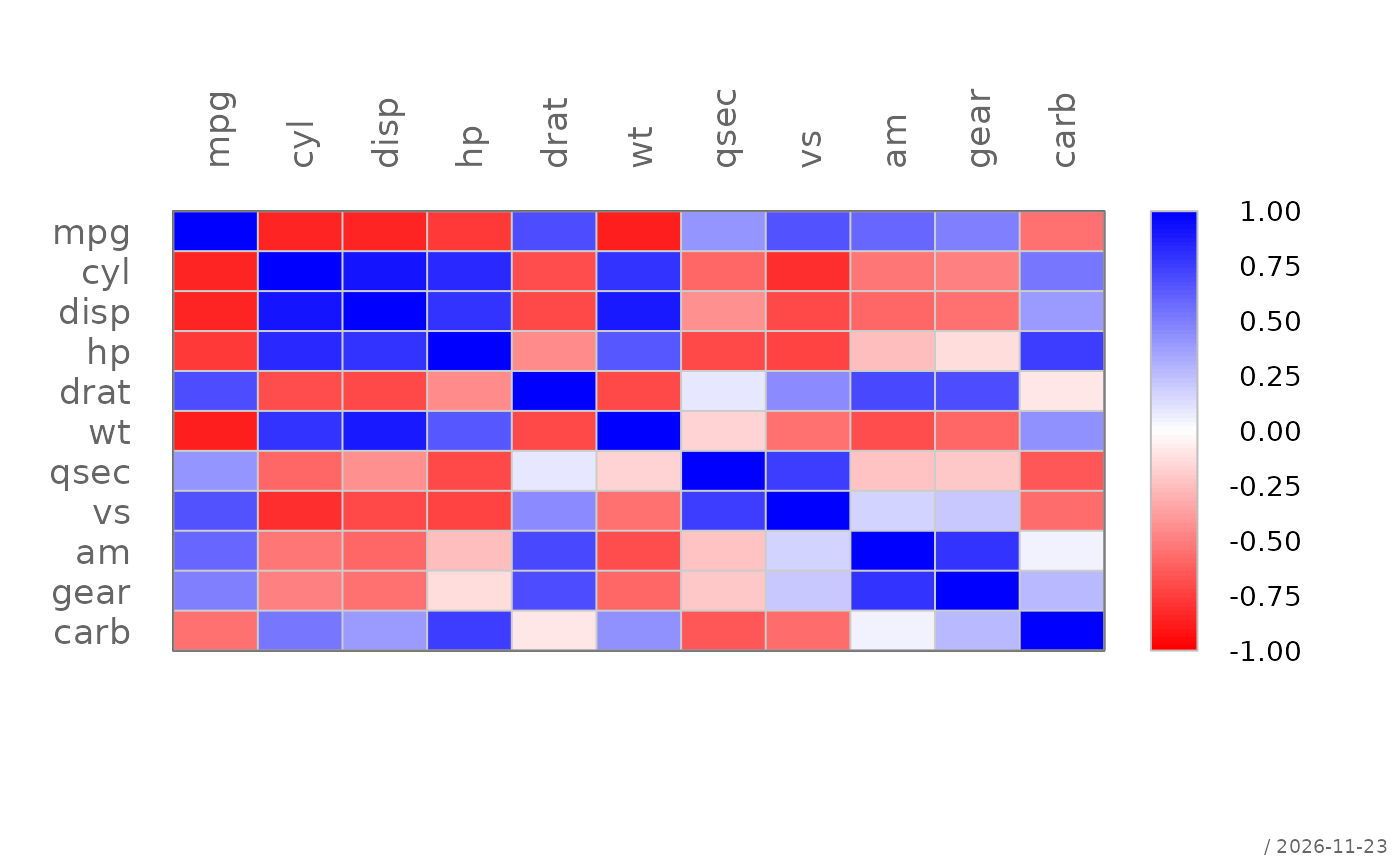 mpg cyl disp hp drat wt qsec vs am gear carb
mpg 1.00
cyl 0.75
disp 0.50
hp 0.25
drat
wt 0.00
qsec -0.25
vs -0.50
am
gear -0.75
carb -1.00
/ 2026-11-23